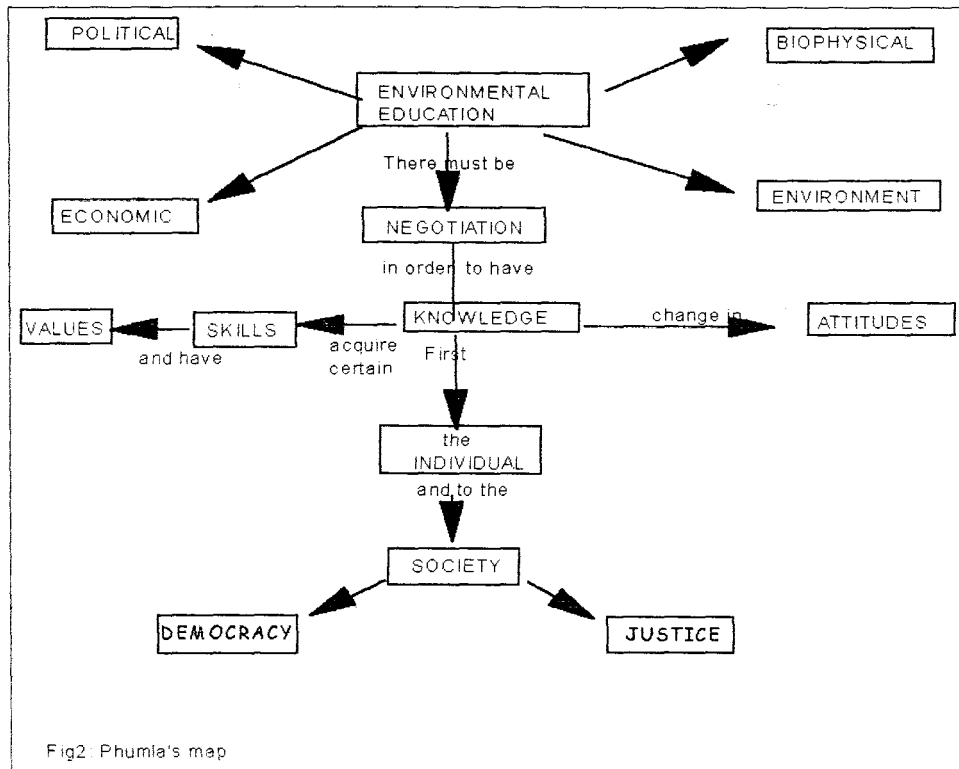 POLITICAL
BIOPHYSICAL
ENVIRONMENTAL
EDUCATION
There must be
ECONOMIC
ENVIRONMENT
NEGOTIATION
in order to have
VALUES
SKILLS
KNOWLEDGE
change in
ATTITUDES
and have
acquire
certain
First
the
INDIVIDUAL
and to the
SOCIETY
DEMOCRACY
JUSTICE
Fig2: Phumla's map